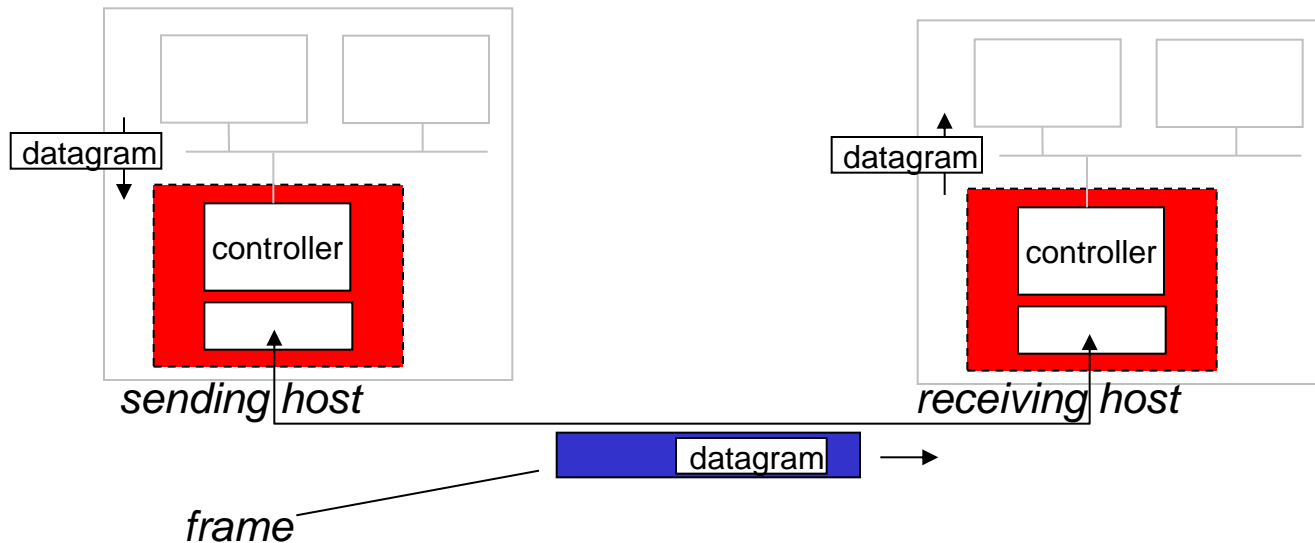 datagram
datagram
controller
controller
sending host
receiving host
datagram
frame